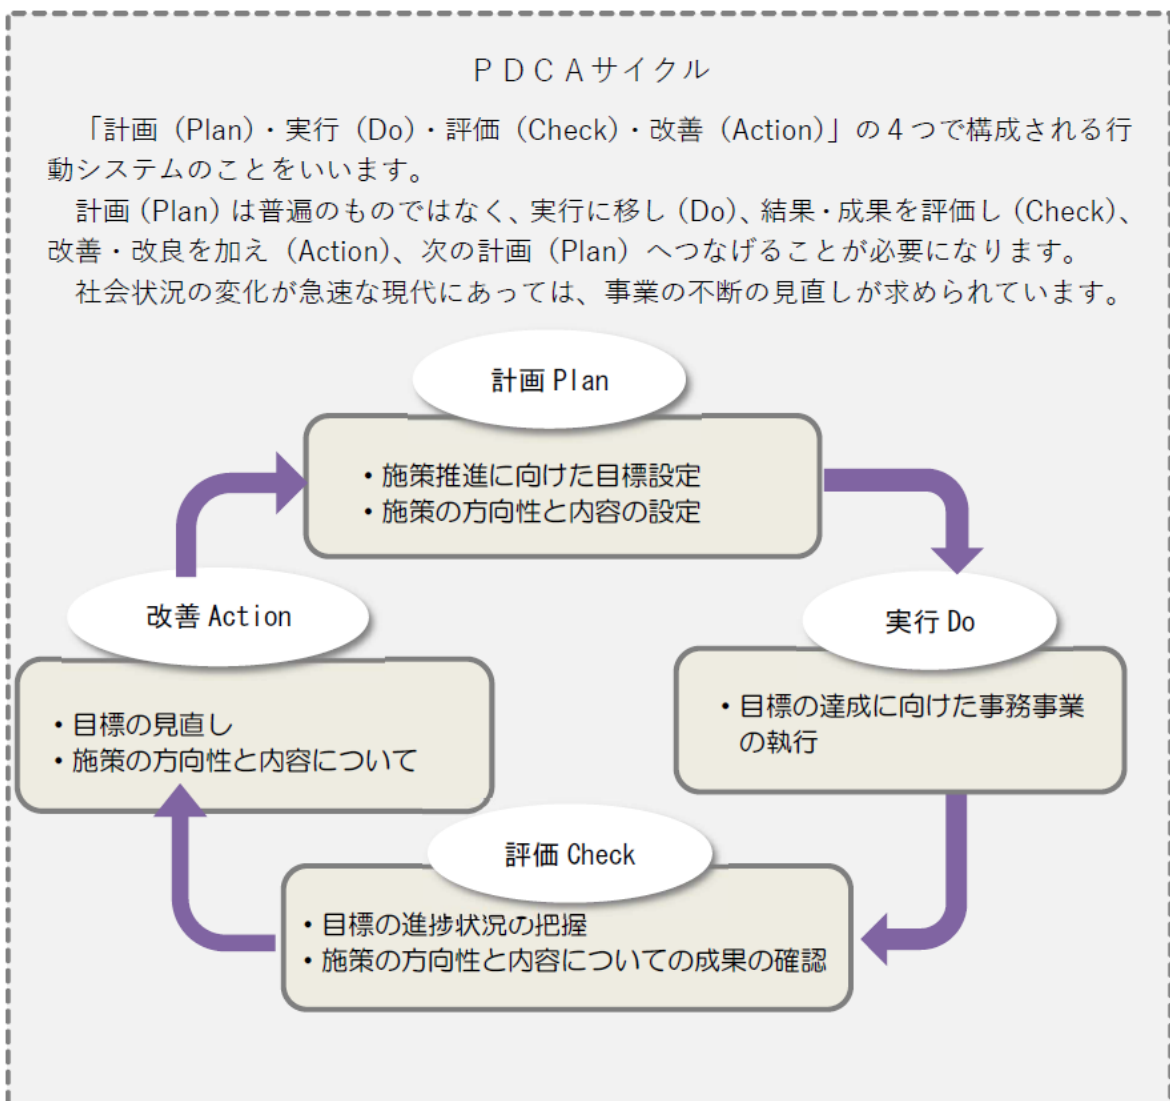 ＰＤＣＡサイクル
「計画（Plan）・実行（Do）・評価（Check）・改善（Action）」の４つで構成される行
動システムのことをいいます。
計画（Plan）は普遍のものではなく、実行に移し（Do）、結果・成果を評価し（Check）、
改善・改良を加え（Action）、次の計画（Plan）へつなげることが必要になります。
社会状況の変化が急速な現代にあっては、事業の不断の見直しが求められています。
計画 Plan
・施策推進に向けた目標設定
・施策の方向性と内容の設定
実行 Do
・目標の達成に向けた事務事業
の執行
評価 Check
・目標の進捗状況の把握
・施策の方向性と内容についての成果の確認
改善 Action
・目標の見直し
・施策の方向性と内容について